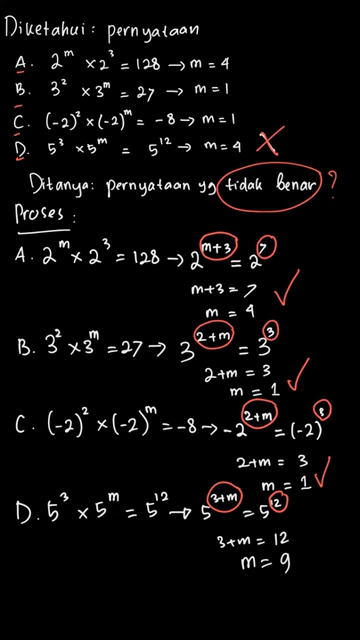 Diketahui: pernyataan
A. 2^m × 2^3 = 128 → m = 4
B. 3^2 × 3^m = 27 → m = 1
C. (-2)^2 × (-2)^m = -8 → m = 1
D. 5^3 × 5^m = 5^12 → m = 4 ✗
Ditanya: pernyataan yg tidak benar ?
Proses:
A. 2^m × 2^3 = 128 → 2^(m+3) = 2^7
m+3 = 7
m = 4 ✓
B. 3^2 × 3^m = 27 → 3^(2+m) = 3^3
2+m = 3
m = 1 ✓
C. (-2)^2 × (-2)^m = -8 → -2^(2+m) = (-2)^3
2+m = 3
m = 1 ✓
D. 5^3 × 5^m = 5^12 → 5^(3+m) = 5^12
3+m = 12
m = 9